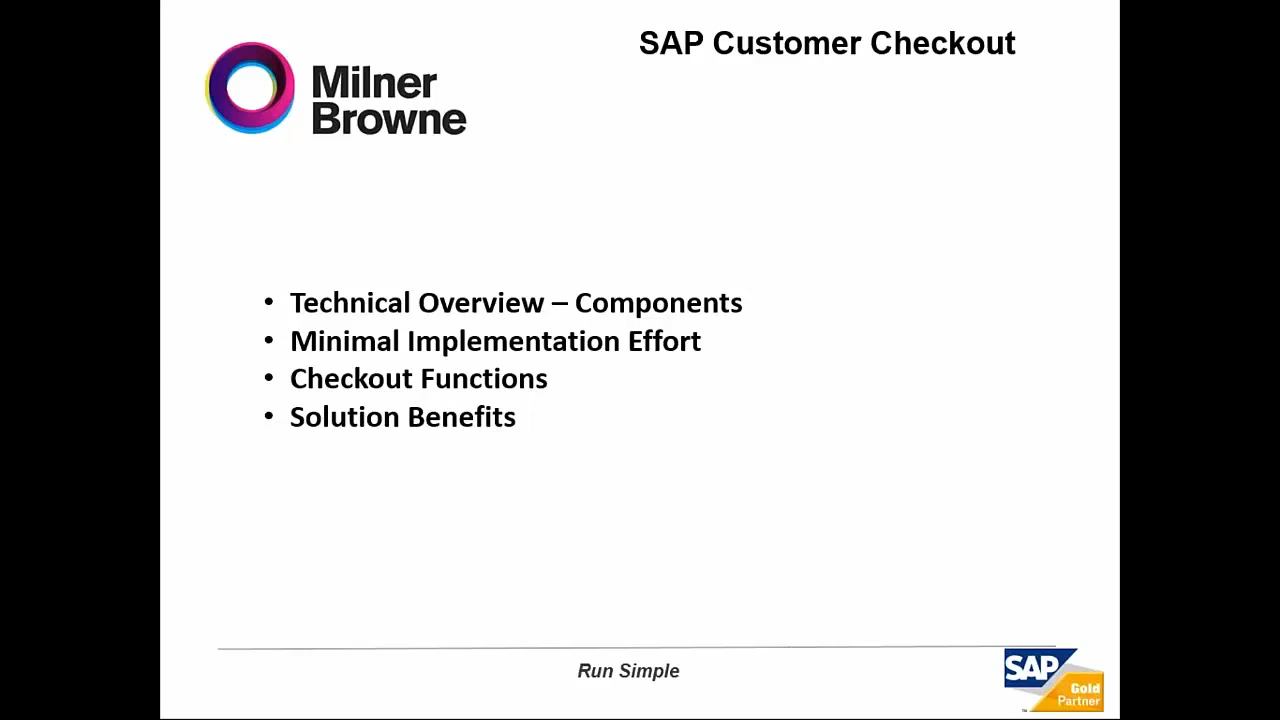 SAP Customer Checkout
Milner
Browne
• Technical Overview – Components
• Minimal Implementation Effort
• Checkout Functions
• Solution Benefits
Run Simple
SAP
Gold
Partner
™